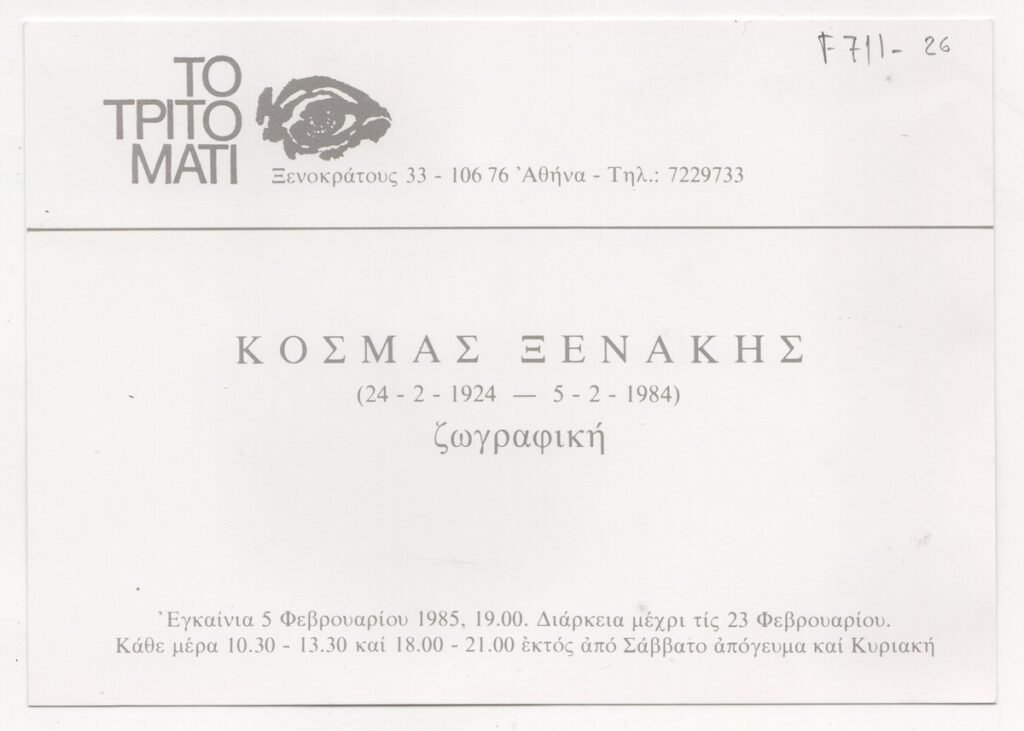 F711- 26
ΤΟ
ΤΡΙΤΟ
ΜΑΤΙ
Ξενοκράτους 33 - 106 76 Ἀθήνα - Τηλ.: 7229733
ΚΟΣΜΑΣ ΞΕΝΑΚΗΣ
(24 - 2 - 1924 — 5 - 2 - 1984)
ζωγραφική
Ἐγκαίνια 5 Φεβρουαρίου 1985, 19.00. Διάρκεια μέχρι τίς 23 Φεβρουαρίου.
Κάθε μέρα 10.30 - 13.30 καί 18.00 - 21.00 ἐκτός ἀπό Σάββατο ἀπόγευμα καί Κυριακή